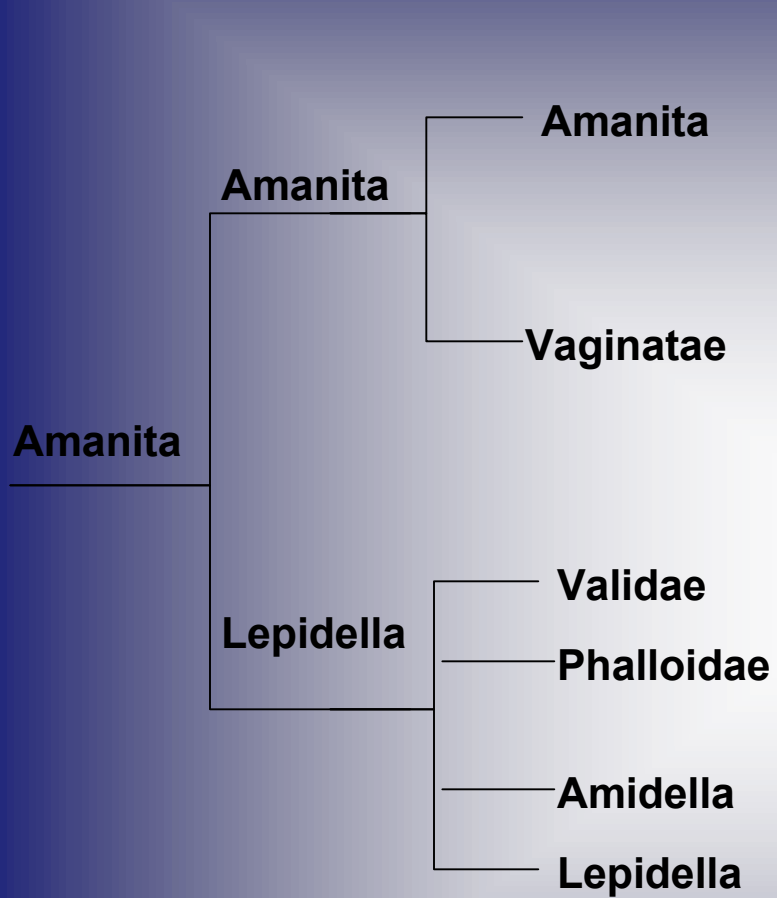 Amanita
Amanita
Vaginatae
Amanita
Validae
Lepidella
Phalloidae
Amidella
Lepidella